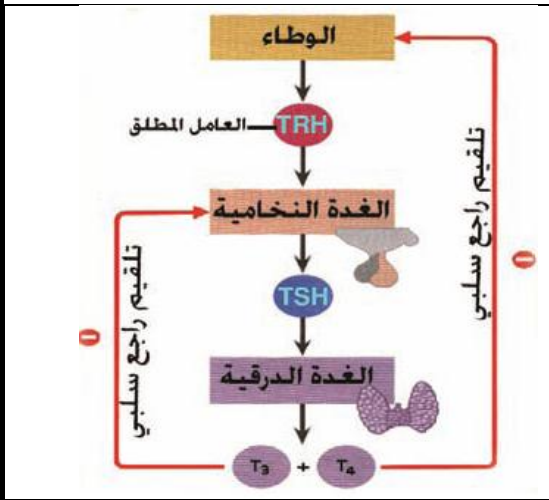 الوطاء
TRH
العامل المطلق
الغدة النخامية
TSH
الغدة الدرقية
T3 + T4
تلقيم راجع سلبي
تلقيم راجع سلبي